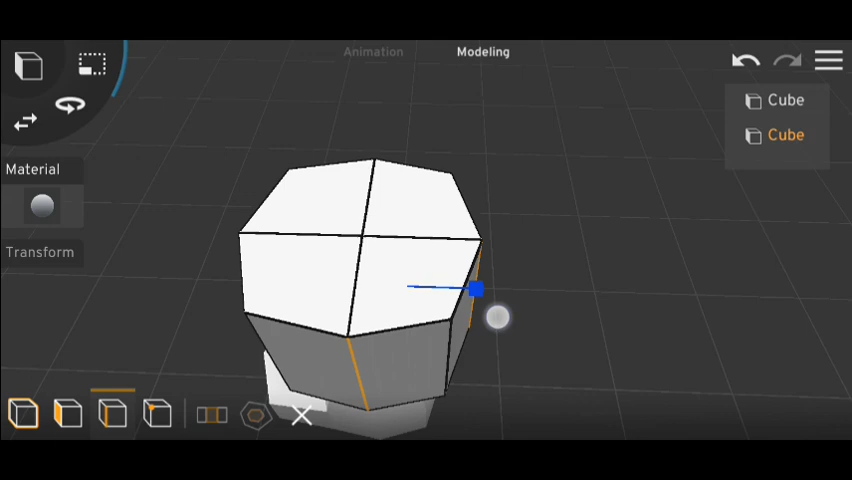 Animation
Modeling
Cube
Cube
Material
Transform